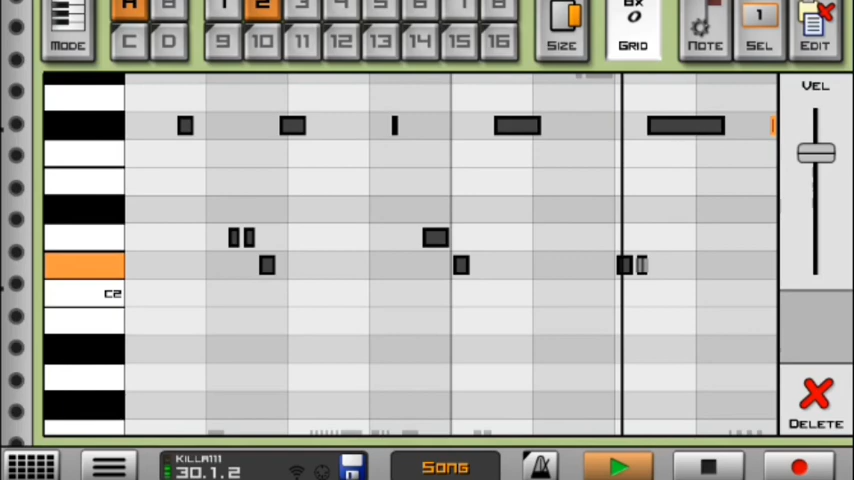 A B 1 2 3 4 5 6 7 8
C D 9 10 11 12 13 14 15 16
MODE SIZE GRID NOTE 1 SEL EDIT
VEL
C2
DELETE
KILLA111
30.1.2
Song